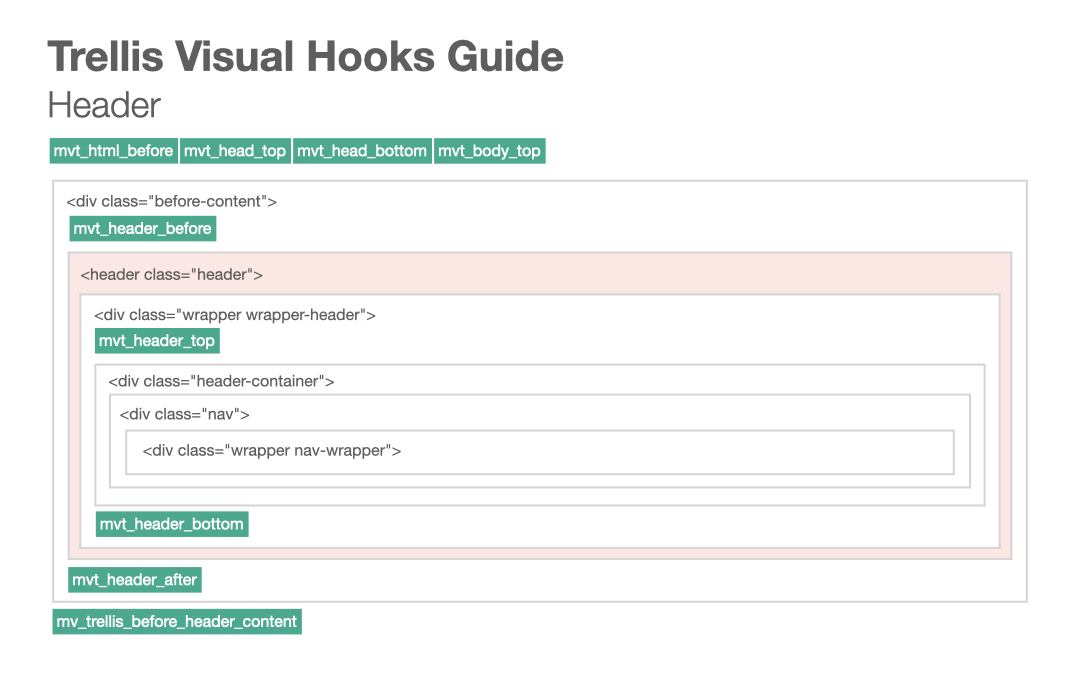 Trellis Visual Hooks Guide
Header
mvt_html_before mvt_head_top mvt_head_bottom mvt_body_top
<div class="before-content">
mvt_header_before
<header class="header">
<div class="wrapper wrapper-header">
mvt_header_top
<div class="header-container">
<div class="nav">
<div class="wrapper nav-wrapper">
mvt_header_bottom
mvt_header_after
mv_trellis_before_header_content